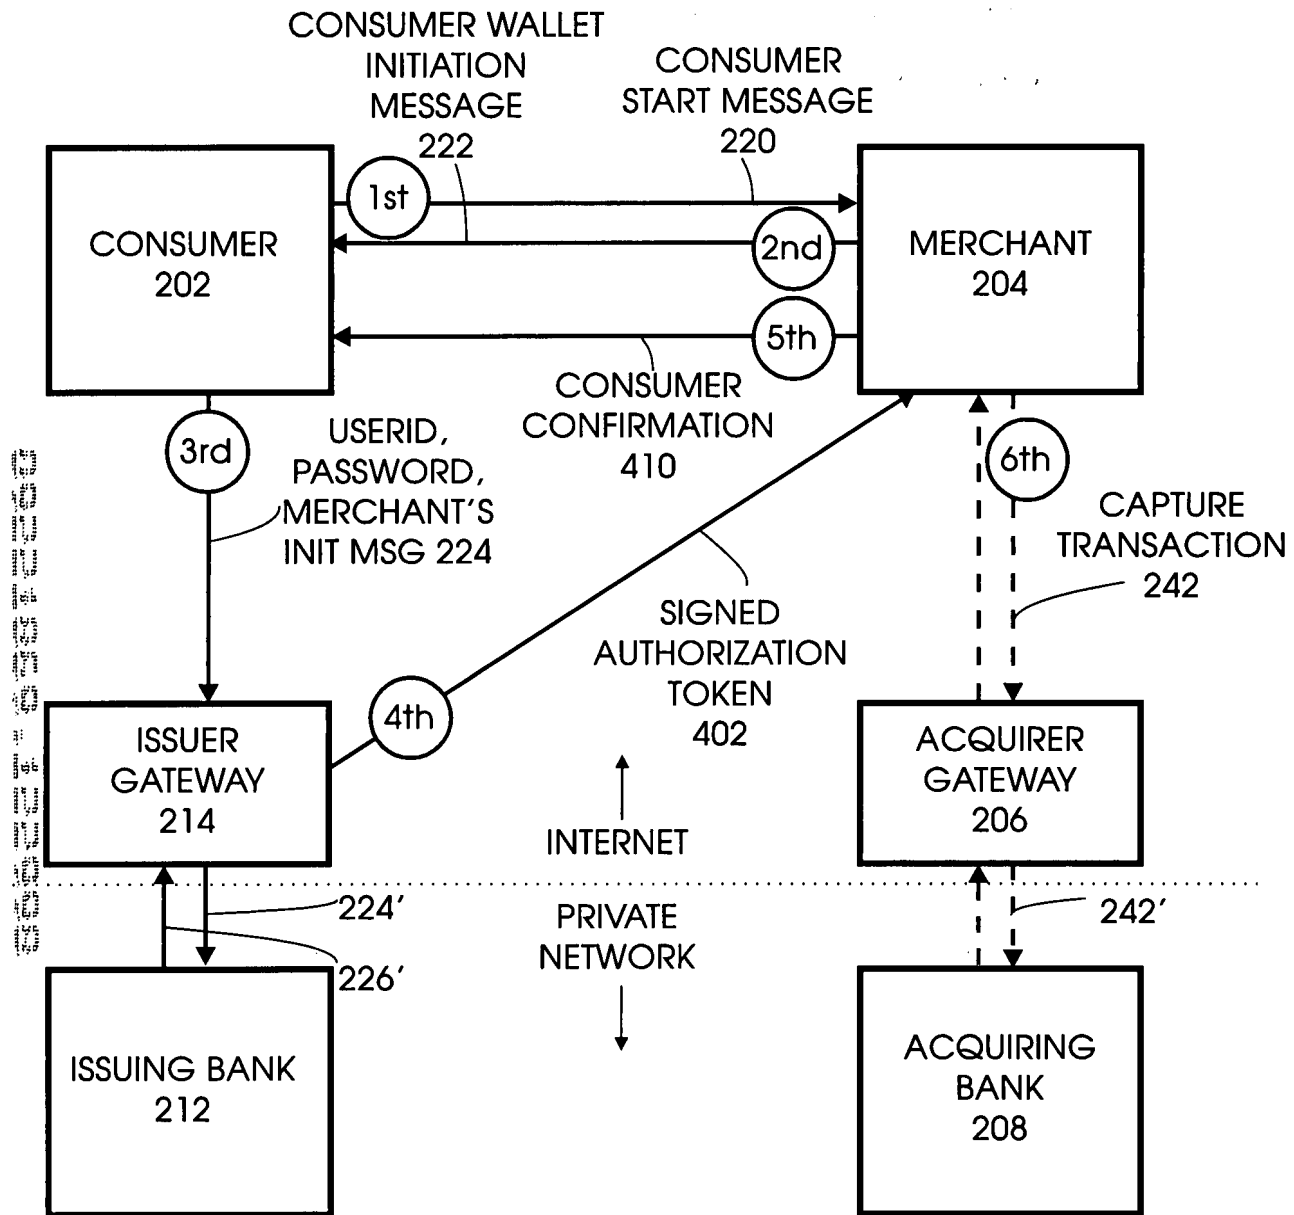 CONSUMER WALLET
INITIATION
MESSAGE
222
CONSUMER
START MESSAGE
220
1st
CONSUMER
202
2nd
MERCHANT
204
5th
CONSUMER
CONFIRMATION
410
3rd
USERID,
PASSWORD,
MERCHANT'S
INIT MSG 224
6th
CAPTURE
TRANSACTION
242
SIGNED
AUTHORIZATION
TOKEN
402
4th
ISSUER
GATEWAY
214
ACQUIRER
GATEWAY
206
INTERNET
224'
226'
PRIVATE
NETWORK
242'
ISSUING BANK
212
ACQUIRING
BANK
208